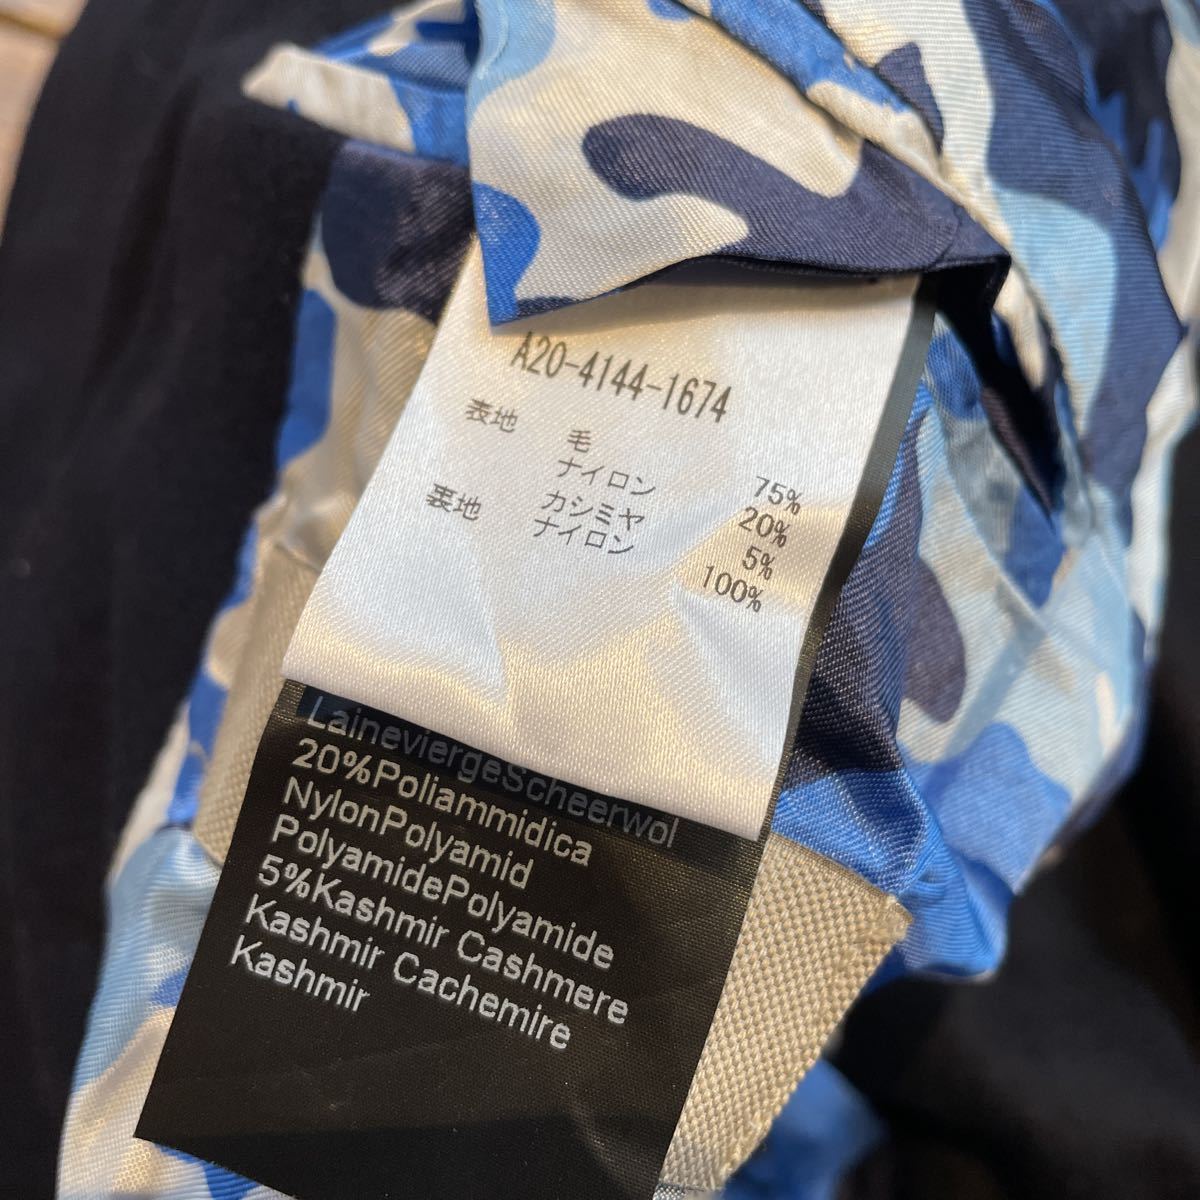 A20-4144-1674
表地 毛 75%
ナイロン 20%
カシミヤ 5%
裏地 ナイロン 100%
LaineviergeScheerwol
20%Poliammidica
NylonPolyamid
PolyamidePolyamide
5%Kashmir Cashmere
Kashmir Cachemire
Kashmir